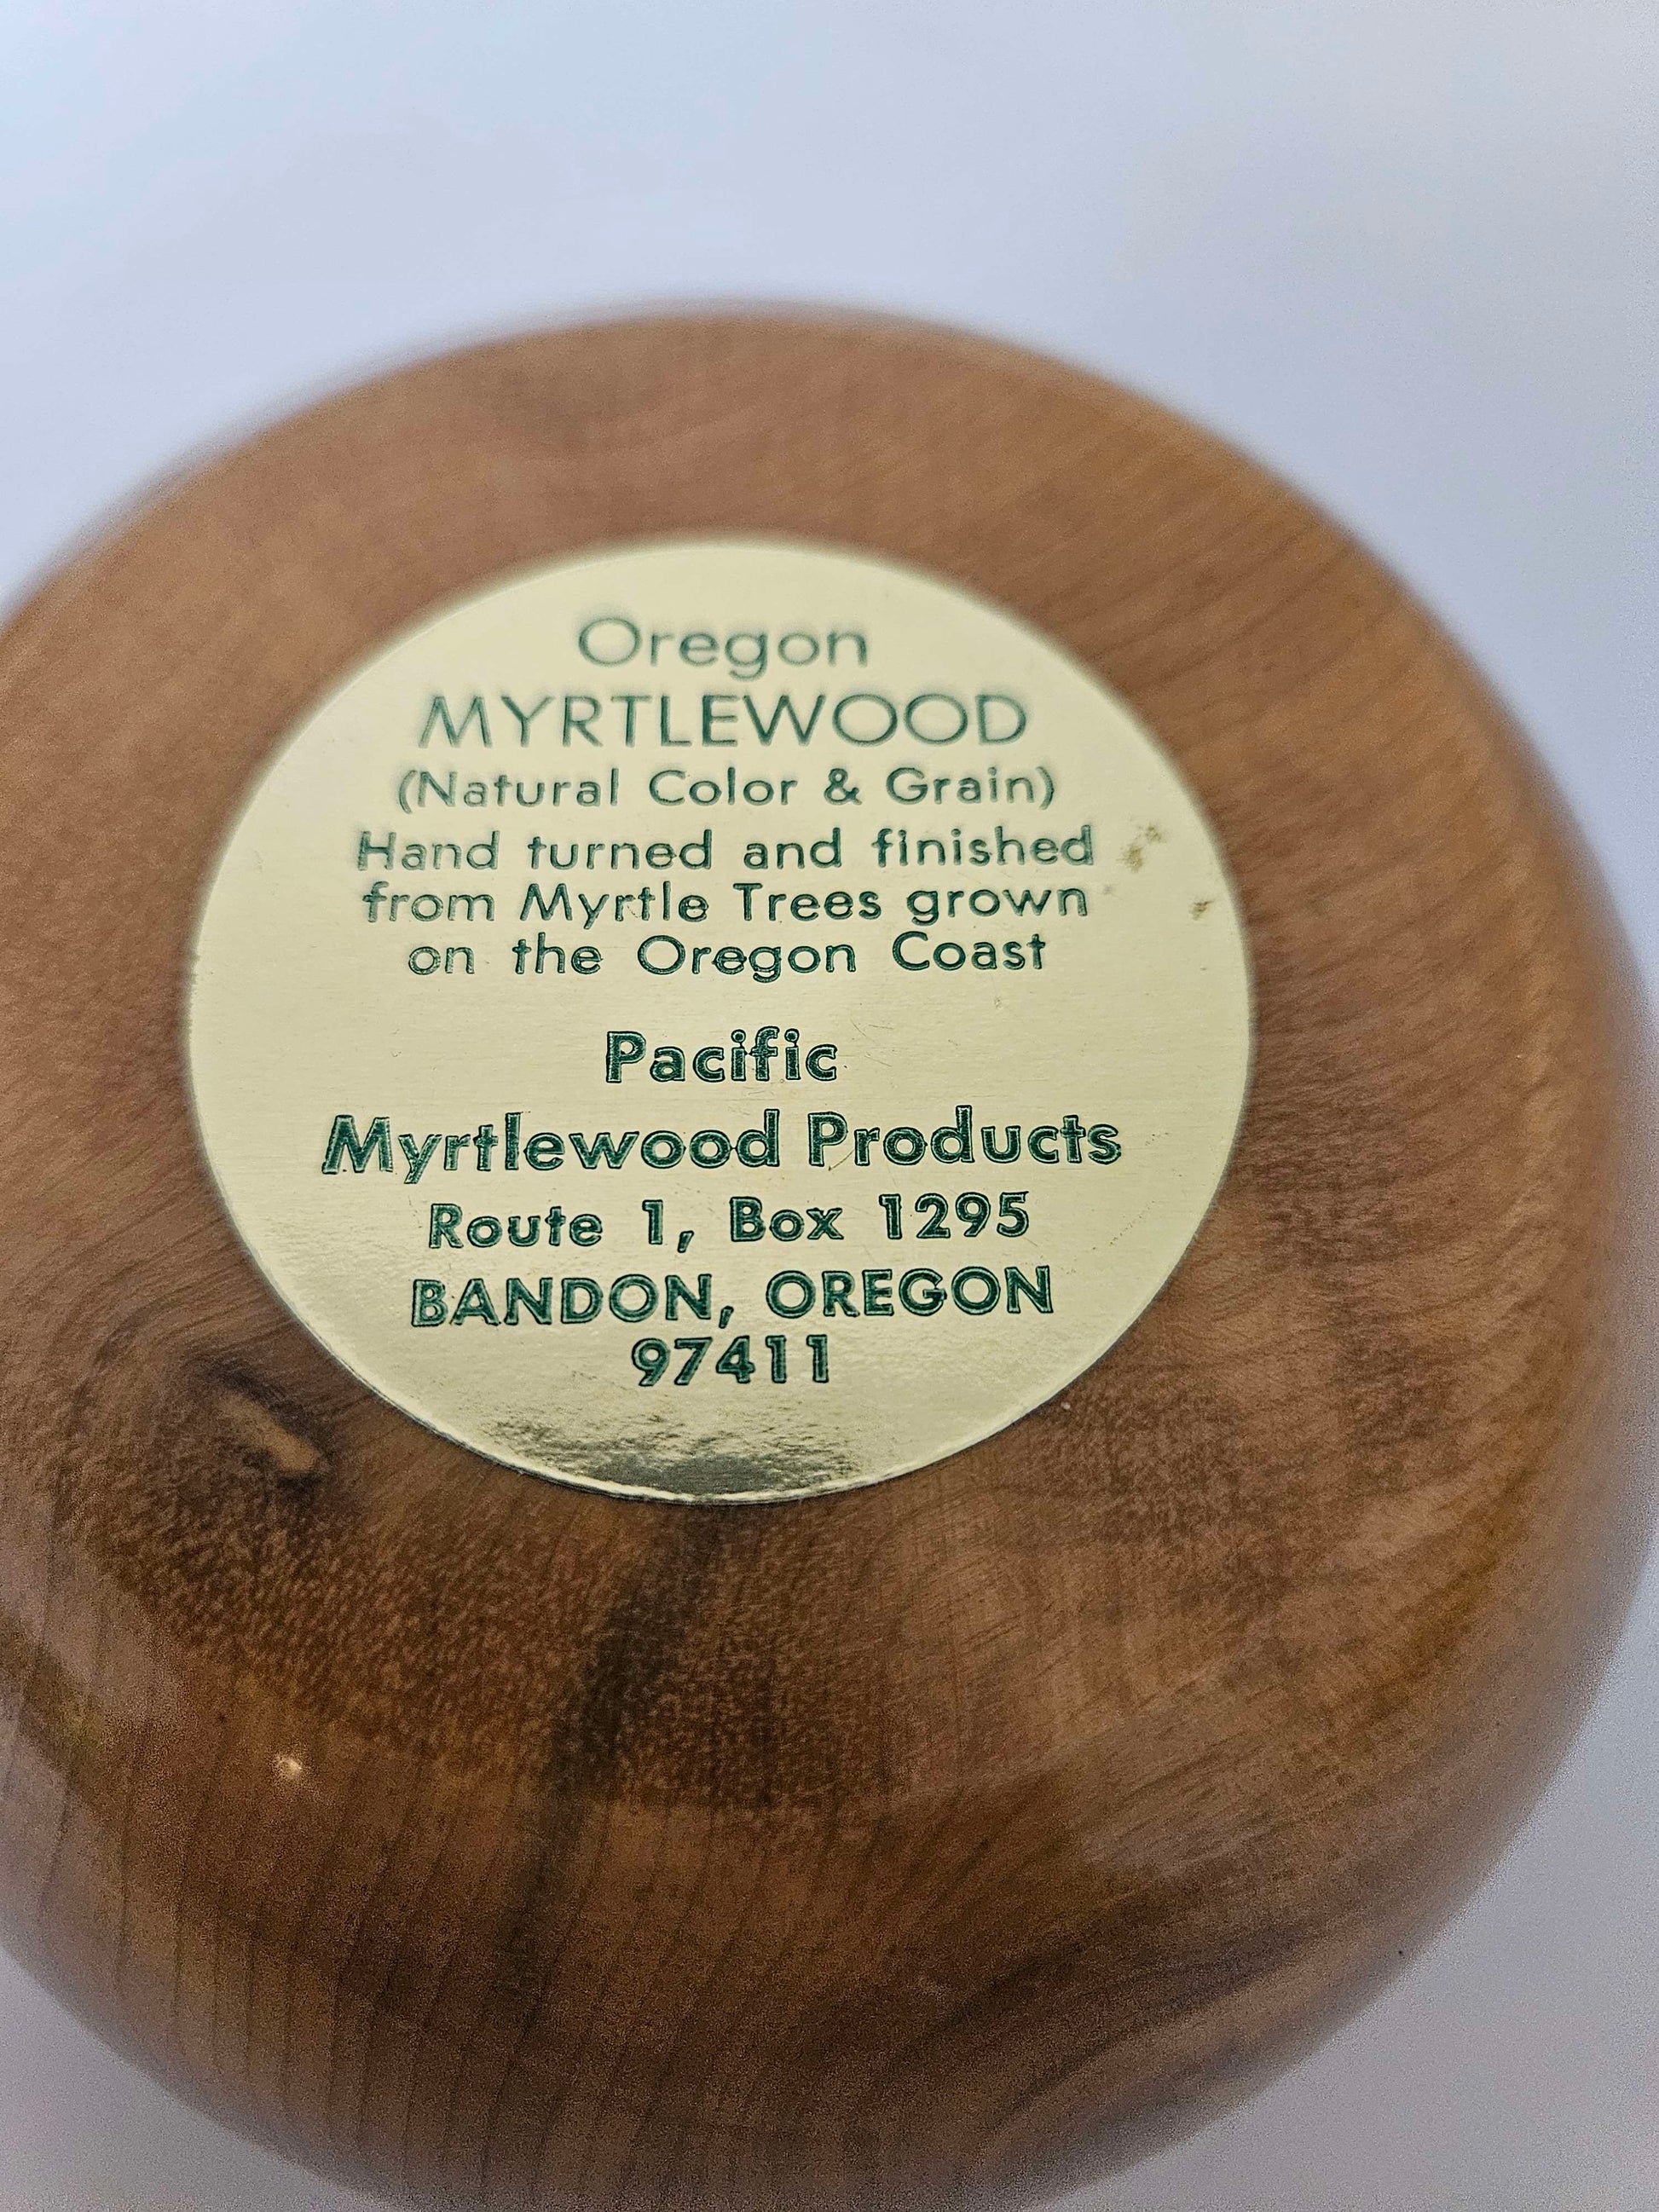 Oregon
MYRTLEWOOD
(Natural Color & Grain)
Hand turned and finished
from Myrtle Trees grown
on the Oregon Coast
Pacific
Myrtlewood Products
Route 1, Box 1295
BANDON, OREGON
97411